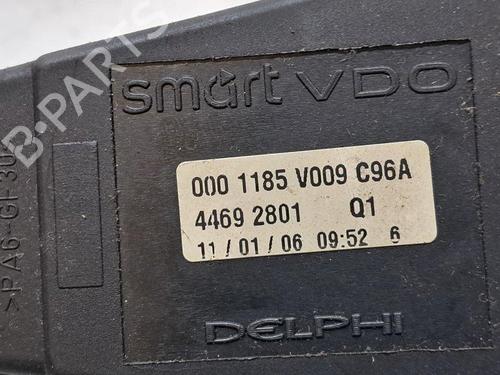 B-PARTS
smart VDO
>PA6-GF30
000 1185 V009 C96A
4469 2801 Q1
11/01/06 09:52 6
DELPHI